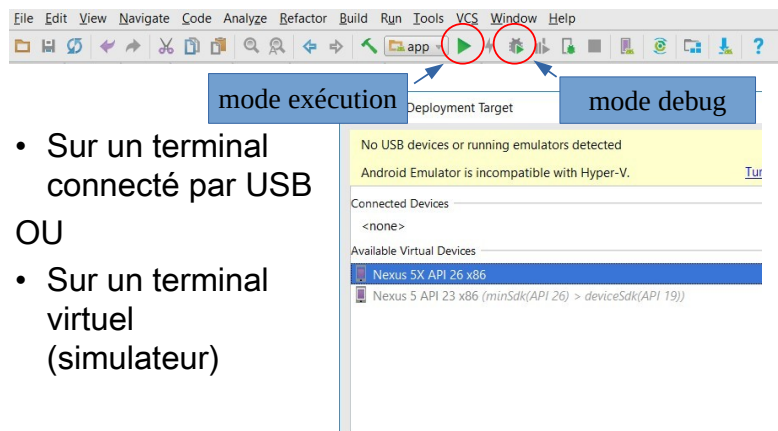 File Edit View Navigate Code Analyze Refactor Build Run Tools VCS Window Help
app
mode exécution
Deployment Target
mode debug
• Sur un terminal
connecté par USB
OU
• Sur un terminal
virtuel
(simulateur)
No USB devices or running emulators detected
Android Emulator is incompatible with Hyper-V.
Connected Devices
<none>
Available Virtual Devices
Nexus 5X API 26 x86
Nexus 5 API 23 x86 (minSdk(API 26) > deviceSdk(API 19))